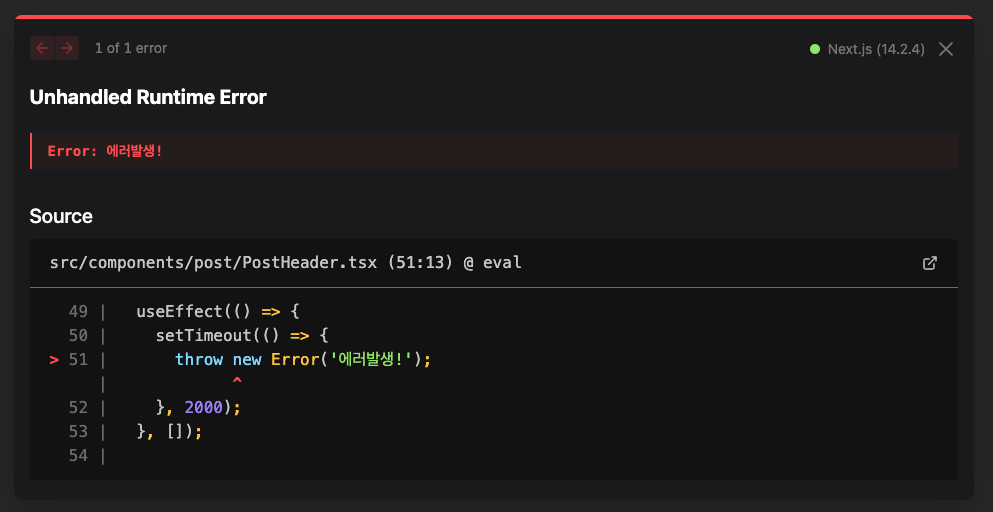 1 of 1 error
Next.js (14.2.4)
Unhandled Runtime Error
Error: 에러발생!
Source
src/components/post/PostHeader.tsx (51:13) @ eval
49 |   useEffect(() => {
50 |     setTimeout(() => {
> 51 |       throw new Error('에러발생!');
|             ^
52 |     }, 2000);
53 |   }, []);
54 |